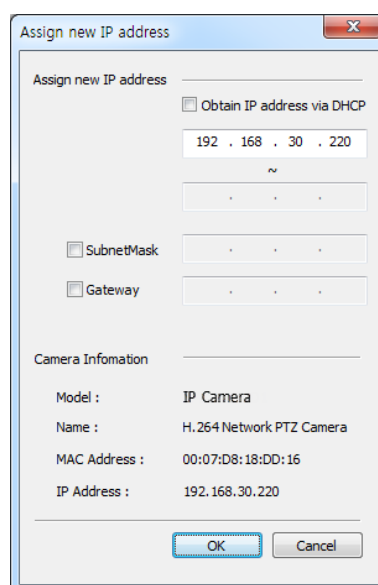 Assign new IP address
Assign new IP address
Obtain IP address via DHCP
192 . 168 . 30 . 220
~
. . .
SubnetMask . . .
Gateway . . .
Camera Infomation
Model : IP Camera
Name : H.264 Network PTZ Camera
MAC Address : 00:07:D8:18:DD:16
IP Address : 192.168.30.220
OK Cancel